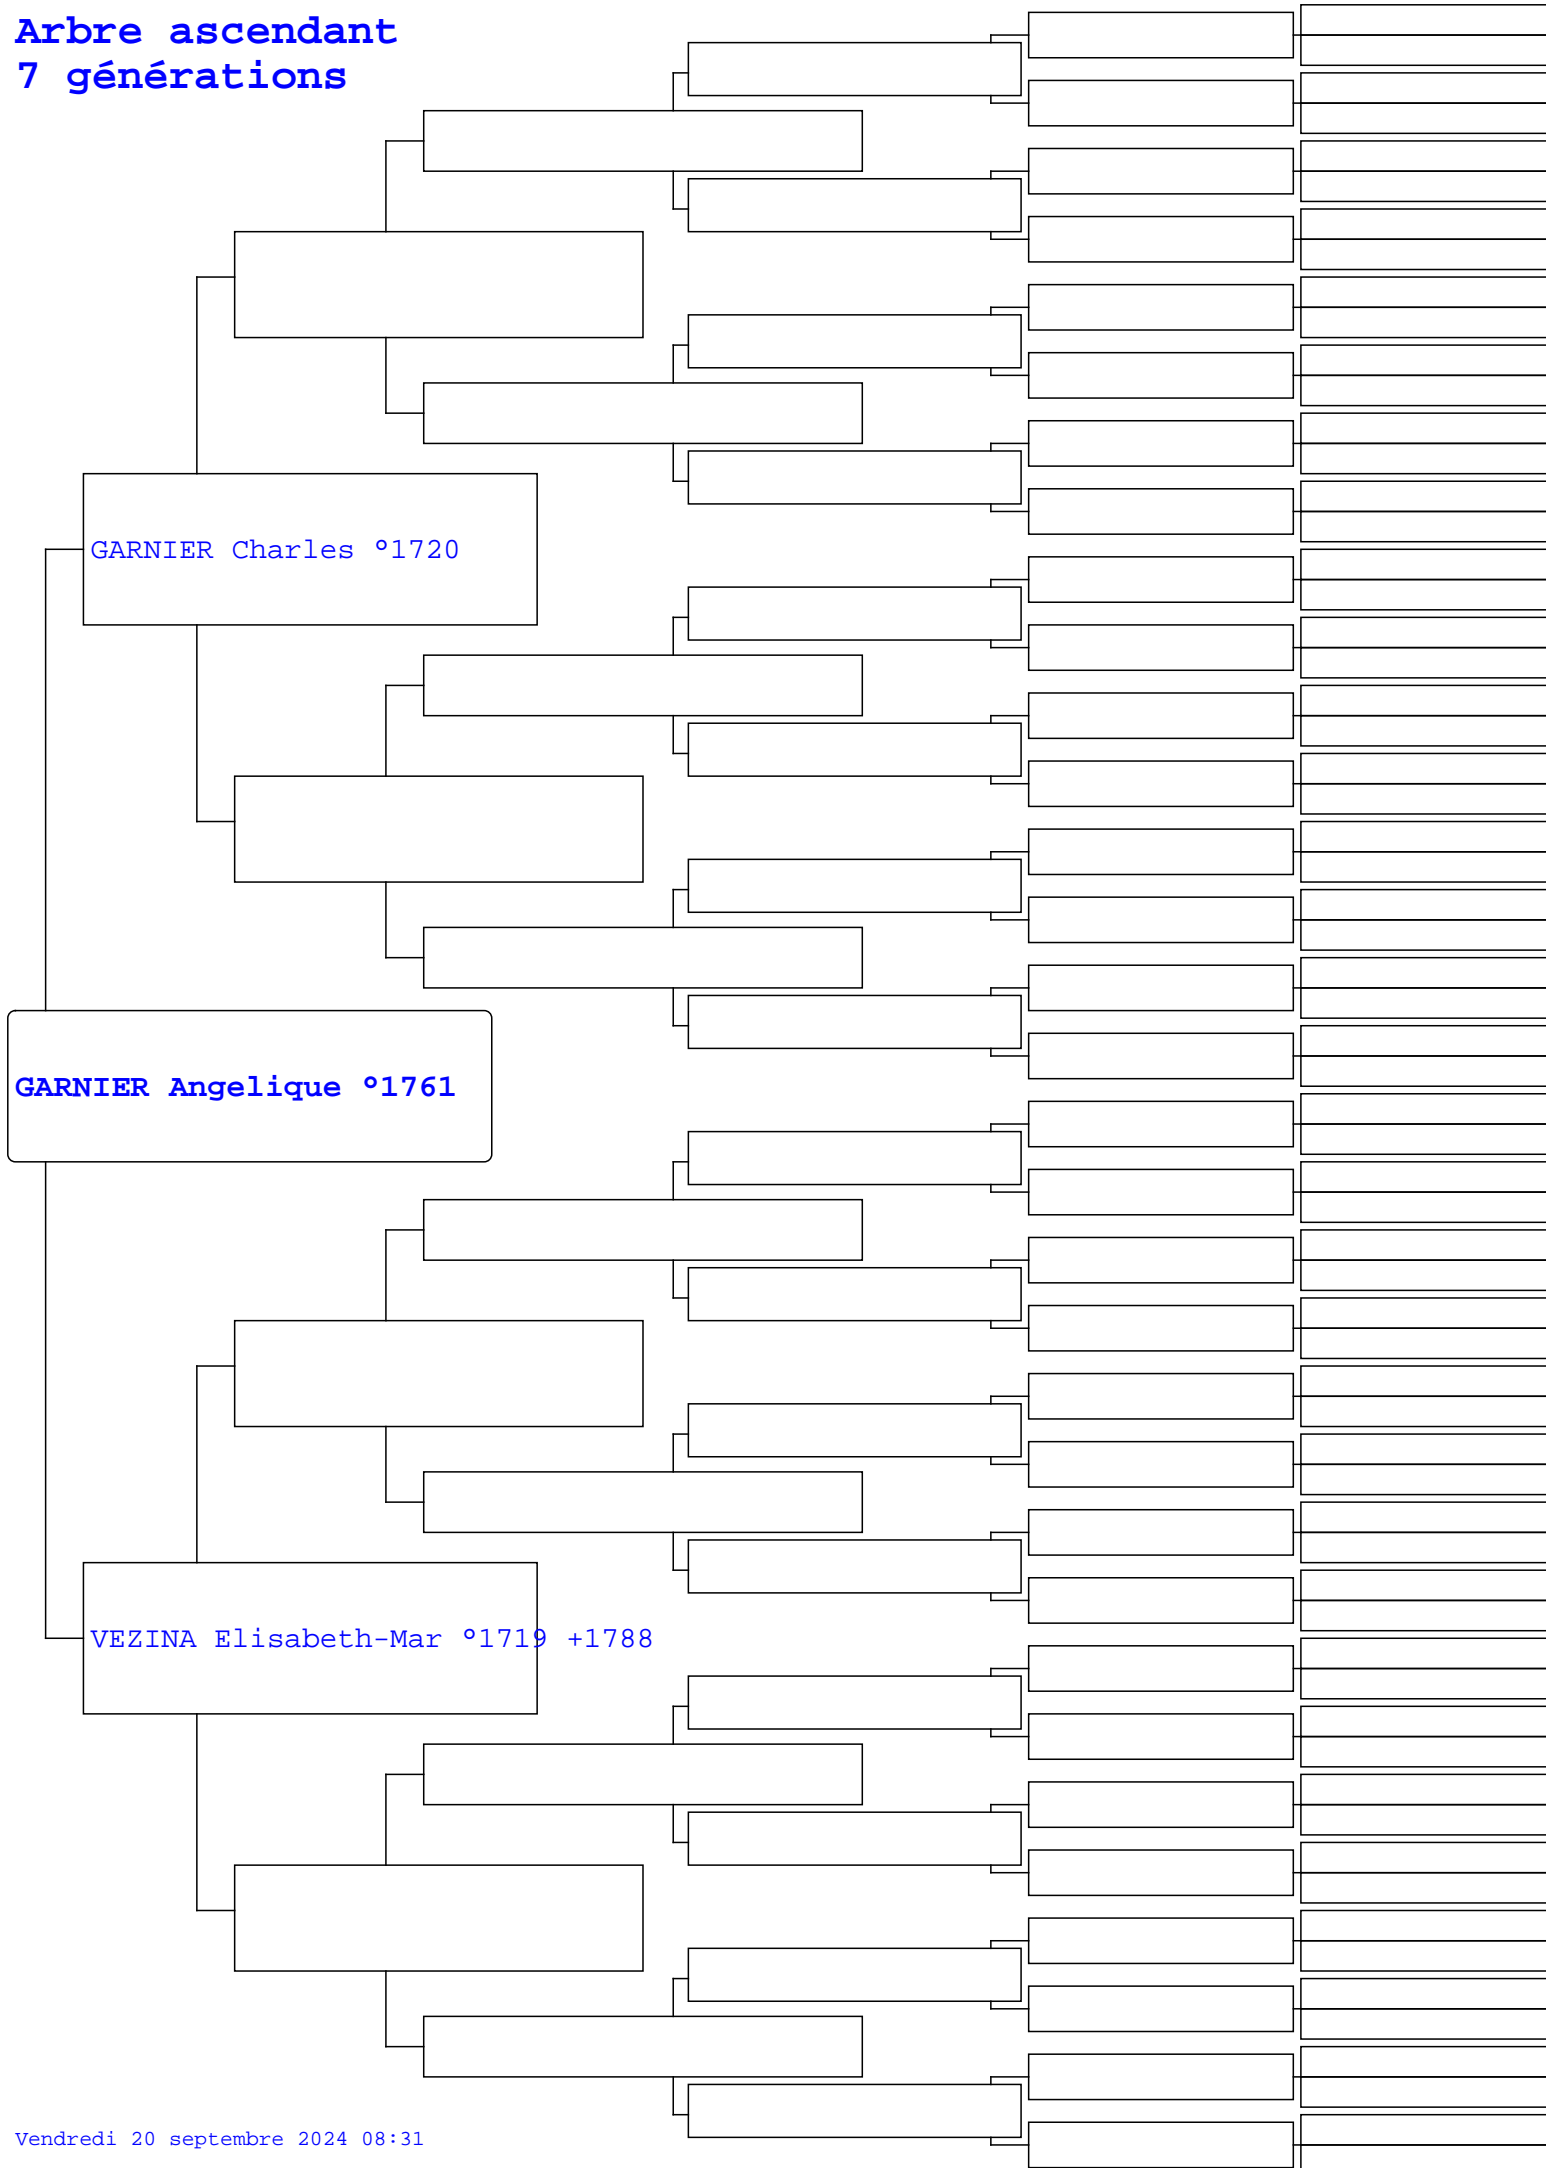 Arbre ascendant
7 générations
GARNIER Charles °1720
GARNIER Angelique °1761
VEZINA Elisabeth-Mar °1719 +1788
Vendredi 20 septembre 2024 08:31